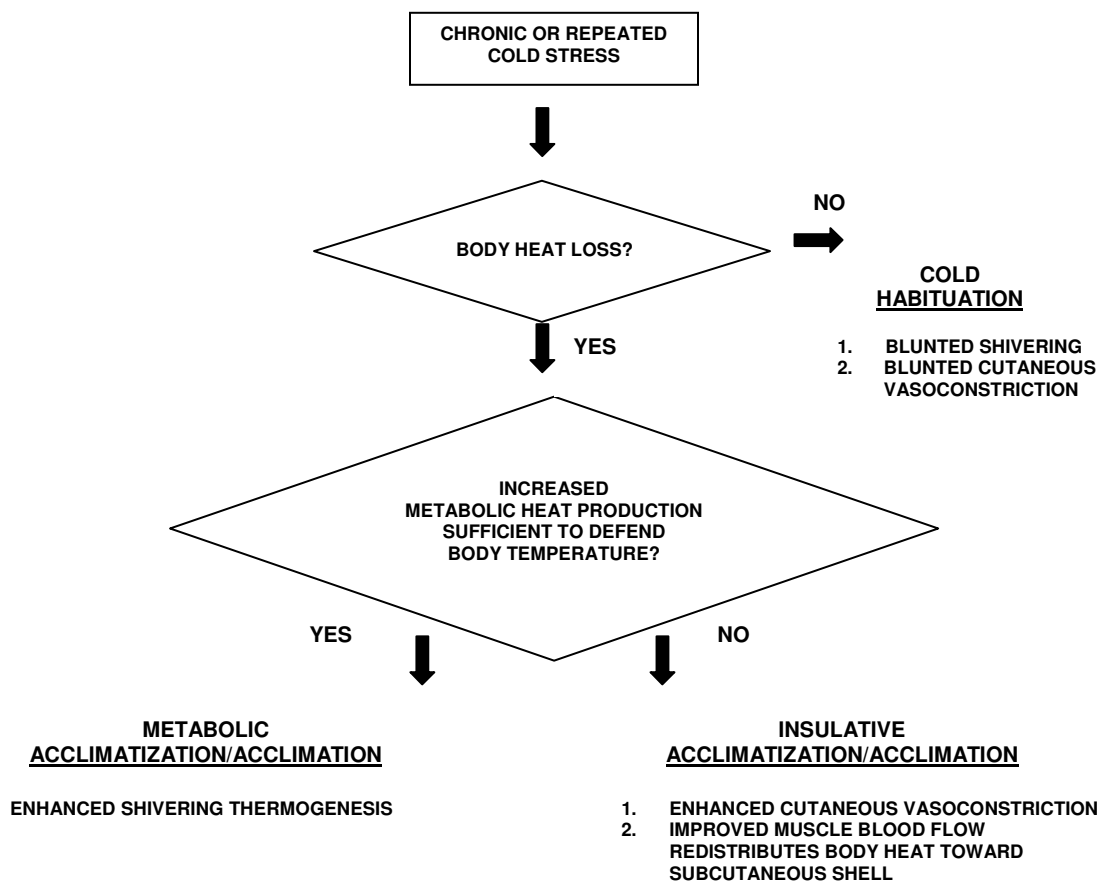 CHRONIC OR REPEATED
COLD STRESS
NO
BODY HEAT LOSS?
COLD
HABITUATION
YES
1. BLUNTED SHIVERING
2. BLUNTED CUTANEOUS
VASOCONSTRICTION
INCREASED
METABOLIC HEAT PRODUCTION
SUFFICIENT TO DEFEND
BODY TEMPERATURE?
YES
NO
METABOLIC
ACCLIMATIZATION/ACCLIMATION
ENHANCED SHIVERING THERMOGENESIS
INSULATIVE
ACCLIMATIZATION/ACCLIMATION
1. ENHANCED CUTANEOUS VASOCONSTRICTION
2. IMPROVED MUSCLE BLOOD FLOW
REDISTRIBUTES BODY HEAT TOWARD
SUBCUTANEOUS SHELL